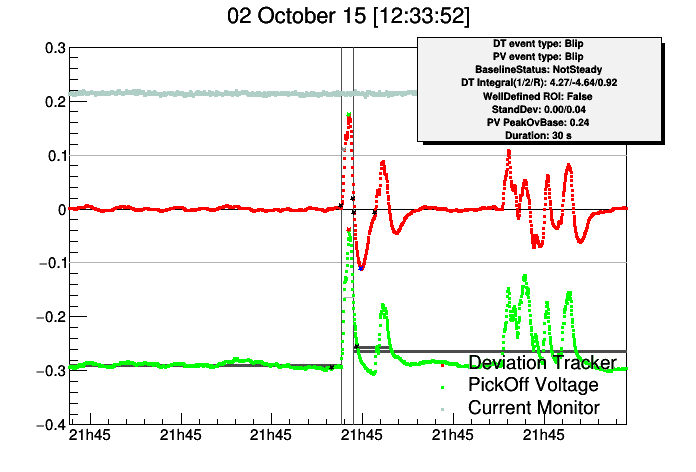 02 October 15 [12:33:52]
DT event type: Blip
PV event type: Blip
BaselineStatus: NotSteady
DT Integral(1/2/R): 4.27/-4.64/0.92
WellDefined ROI: False
StandDev: 0.00/0.04
PV PeakOvBase: 0.24
Duration: 30 s
0.3
0.2
0.1
0
−0.1
−0.2
−0.3
−0.4
Deviation Tracker
PickOff Voltage
Current Monitor
21h45 21h45 21h45 21h45 21h45 21h45